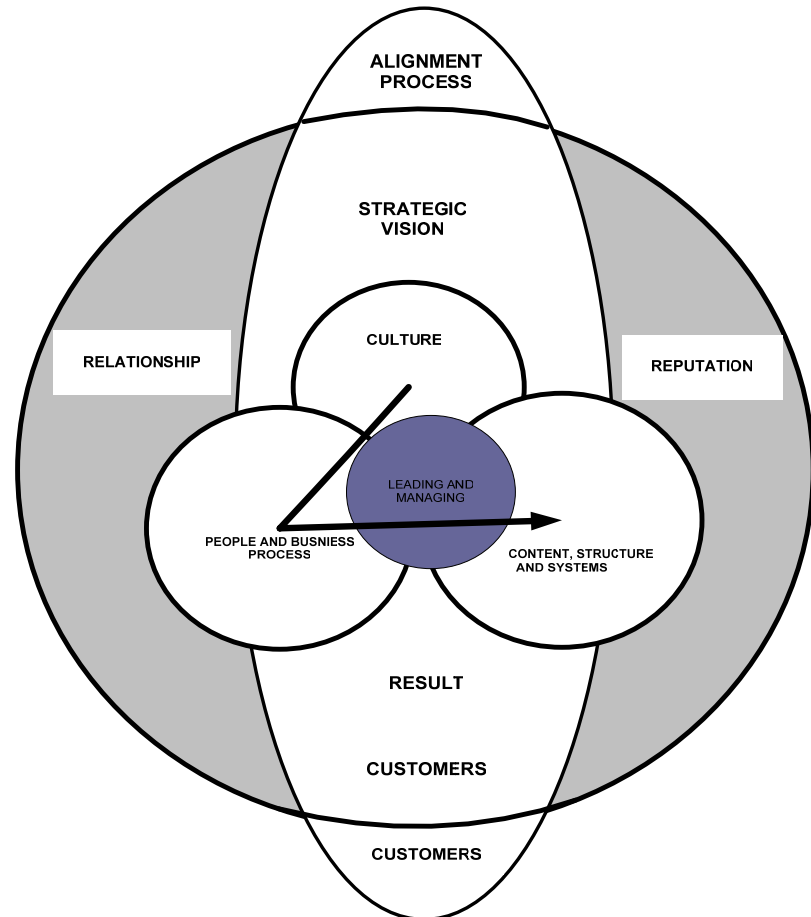 ALIGNMENT
PROCESS
STRATEGIC
VISION
CULTURE
RELATIONSHIP
REPUTATION
LEADING AND
MANAGING
PEOPLE AND BUSNIESS
PROCESS
CONTENT, STRUCTURE
AND SYSTEMS
RESULT
CUSTOMERS
CUSTOMERS